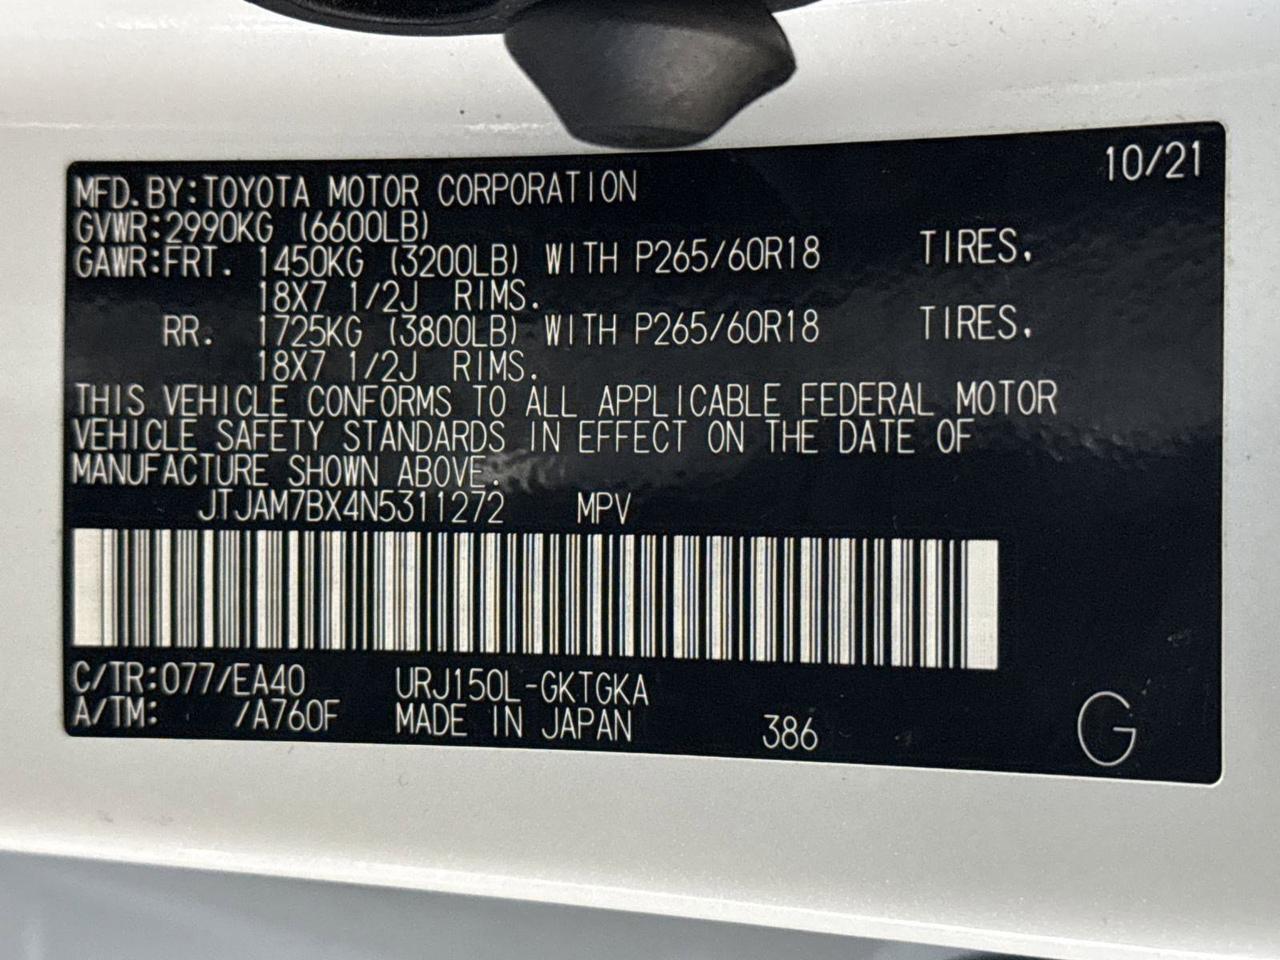 10/21
MFD.BY:TOYOTA MOTOR CORPORATION
GVWR:2990KG (6600LB)
GAWR:FRT. 1450KG (3200LB) WITH P265/60R18 TIRES,
18X7 1/2J RIMS.
RR. 1725KG (3800LB) WITH P265/60R18 TIRES,
18X7 1/2J RIMS.
THIS VEHICLE CONFORMS TO ALL APPLICABLE FEDERAL MOTOR
VEHICLE SAFETY STANDARDS IN EFFECT ON THE DATE OF
MANUFACTURE SHOWN ABOVE.
JTJAM7BX4N5311272 MPV
C/TR:077/EA40 URJ150L-GKTGKA
A/TM: /A760F MADE IN JAPAN 386 G